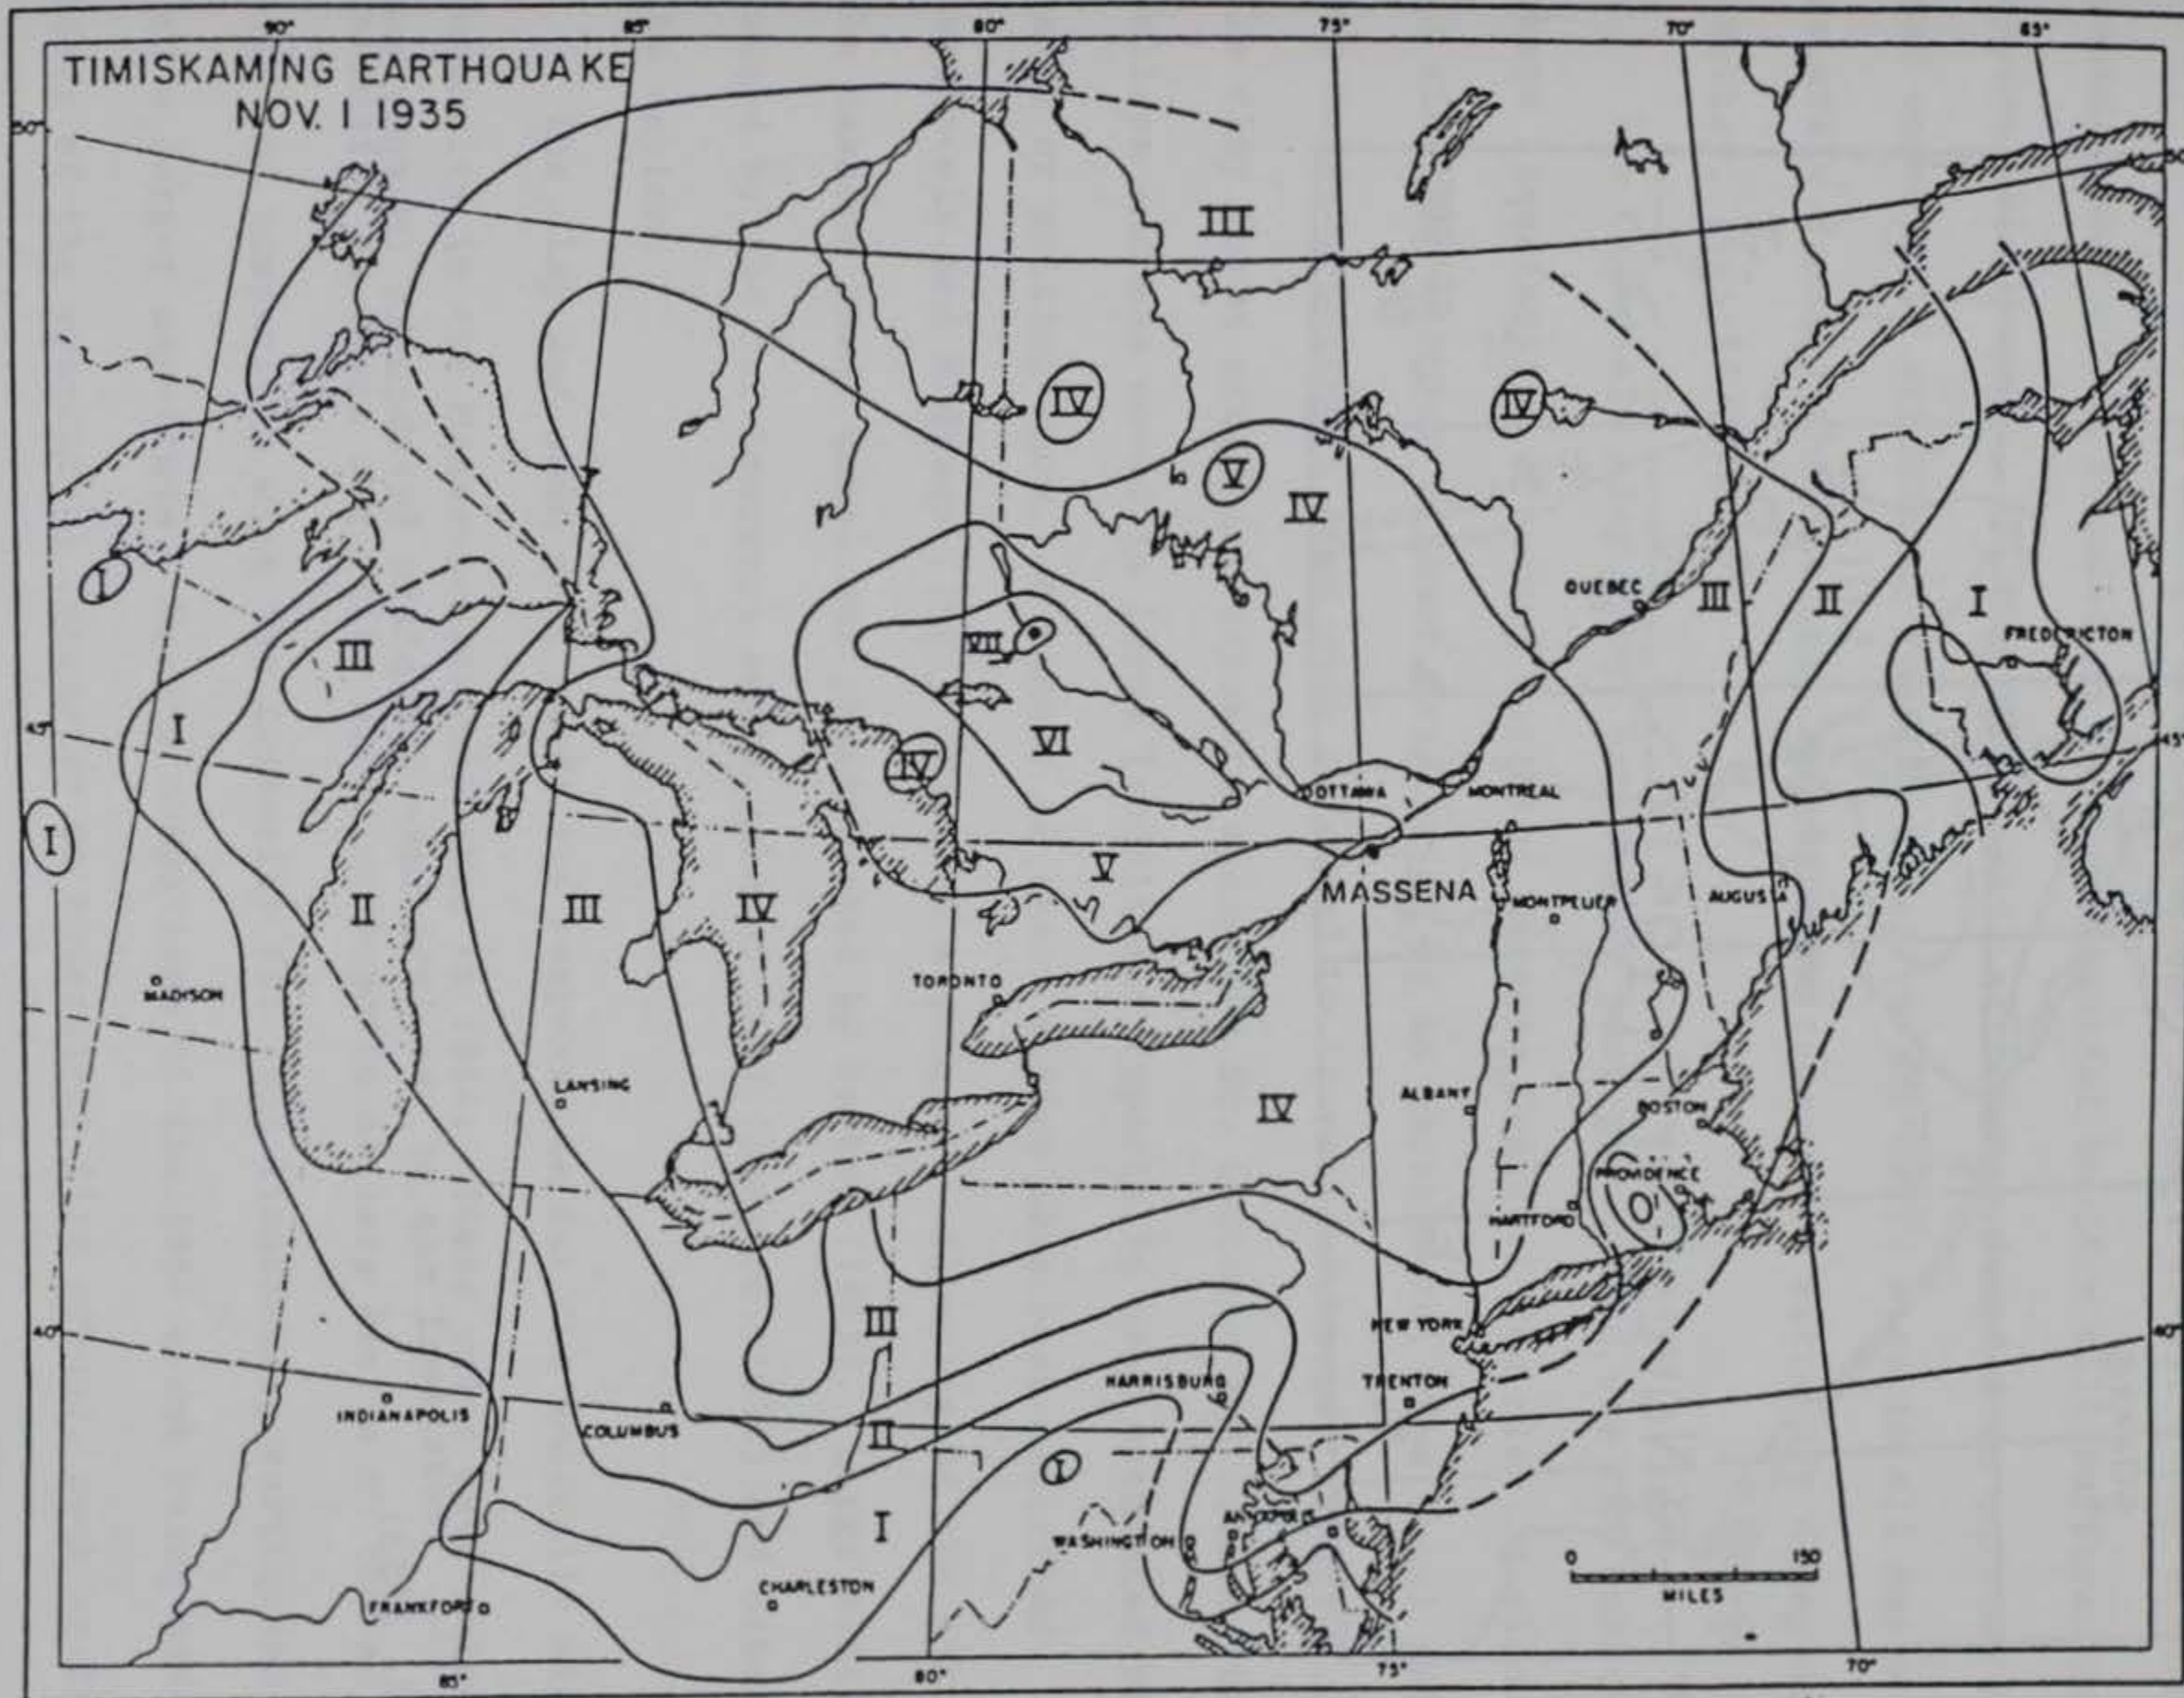 90° 85° 80° 75° 70° 65°
TIMISKAMING EARTHQUAKE
NOV. 1 1935
50°
50
III
IV
IV
V
IV
I
QUEBEC
III
II
I
FREDERICTON
VII
III
I
45°
45°
VI
IV
OTTAWA
MONTREAL
I
V
II
III
IV
MASSENA
MONTPELIER
AUGUSTA
MADISON
TORONTO
LANSING
ALBANY
IV
BOSTON
PROVIDENCE
HARTFORD
O
III
NEW YORK
40°
40°
HARRISBURG
TRENTON
INDIANAPOLIS
COLUMBUS
II
I
I
ANNAPOLIS
WASHINGTON
0 150
MILES
CHARLESTON
FRANKFORT
85° 80° 75° 70°